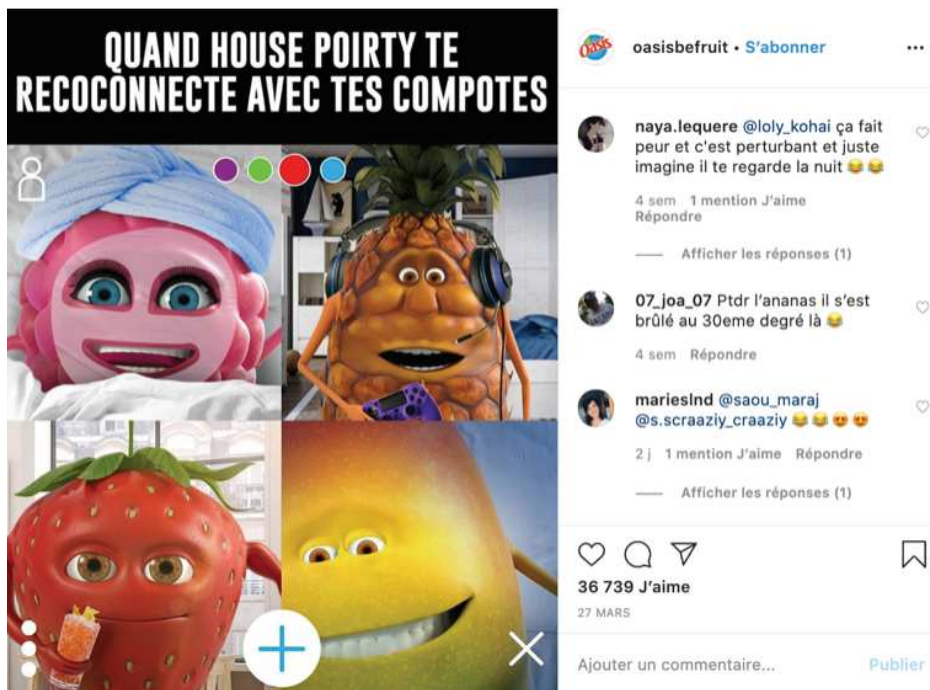 QUAND HOUSE POIRTY TE
RECOCONNECTE AVEC TES COMPOTES
Oasis
oasisbefruit • S'abonner
naya.lequere @loly_kohai ça fait
peur et c'est perturbant et juste
imagine il te regarde la nuit 😂😂
4 sem 1 mention J'aime
Répondre
Afficher les réponses (1)
07_joa_07 Ptdr l'ananas il s'est
brûlé au 30eme degré là 😂
4 sem Répondre
marieslnd @saou_maraj
@s.scraaziy_craaziy 😂😂😍😍
2 j 1 mention J'aime Répondre
Afficher les réponses (1)
36 739 J'aime
27 MARS
Ajouter un commentaire... Publier